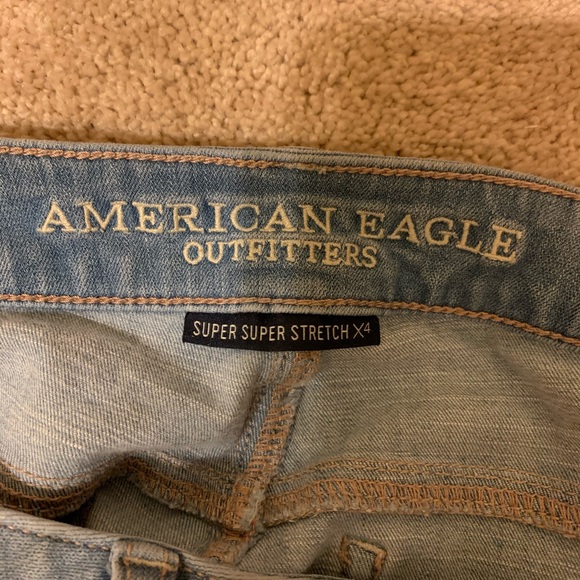 AMERICAN EAGLE
OUTFITTERS
SUPER SUPER STRETCH X⁴